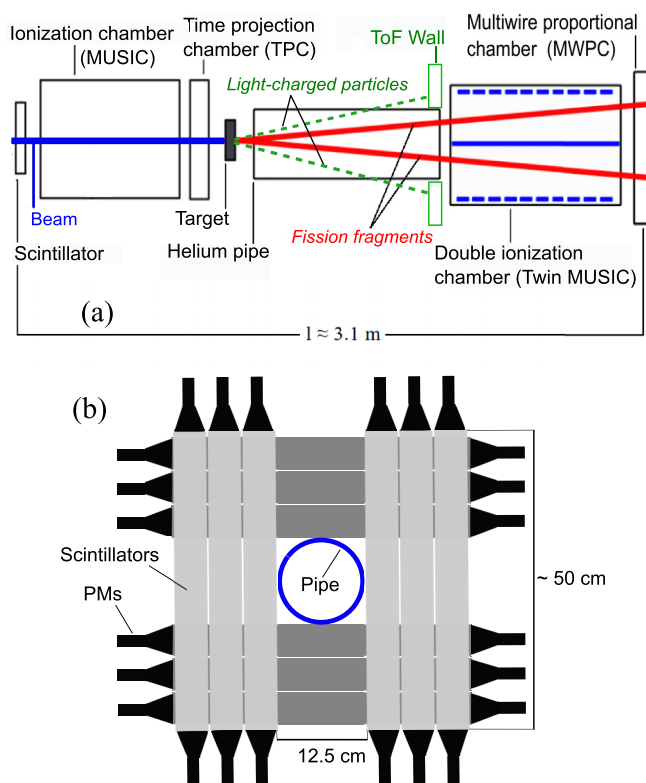 Ionization chamber
(MUSIC)
Time projection
chamber (TPC)
ToF Wall
Multiwire proportional
chamber (MWPC)
Light-charged particles
Beam
Target
Scintillator
Helium pipe
Fission fragments
Double ionization
chamber (Twin MUSIC)
(a)
l ≈ 3.1 m
(b)
Scintillators
Pipe
PMs
~ 50 cm
12.5 cm